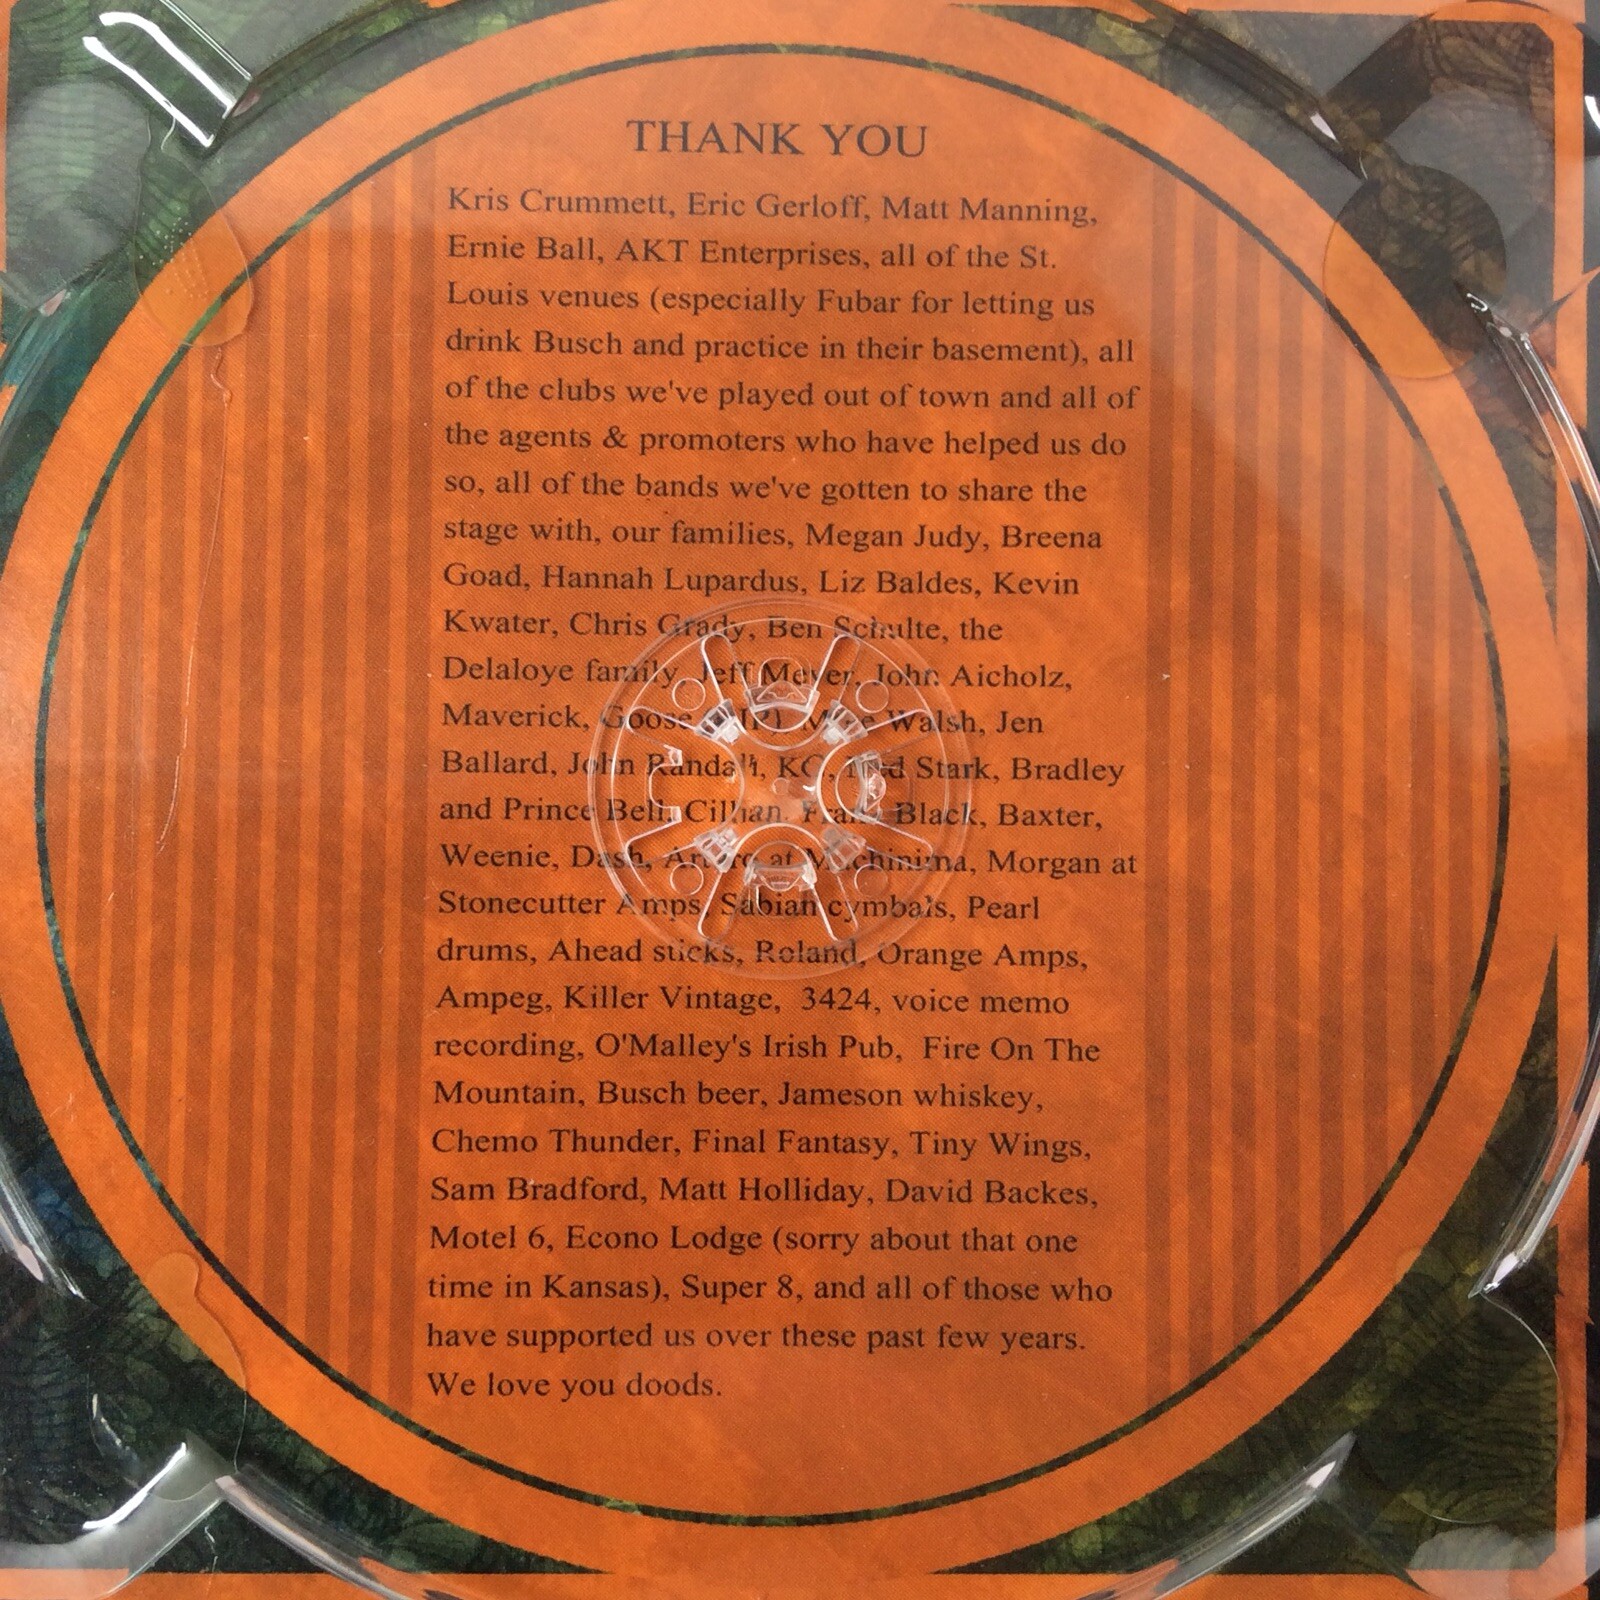 THANK YOU
Kris Crummett, Eric Gerloff, Matt Manning,
Ernie Ball, AKT Enterprises, all of the St.
Louis venues (especially Fubar for letting us
drink Busch and practice in their basement), all
of the clubs we've played out of town and all of
the agents & promoters who have helped us do
so, all of the bands we've gotten to share the
stage with, our families, Megan Judy, Breena
Goad, Hannah Lupardus, Liz Baldes, Kevin
Kwater, Chris Grady, Ben Schulte, the
Delaloye family, Jeff Meyer, John Aicholz,
Maverick, Goose Walsh, Jen
Ballard, John Randall, KC, Ned Stark, Bradley
and Prince Bell, Cillian, Frank Black, Baxter,
Weenie, Dash, Arturo at Machinima, Morgan at
Stonecutter Amps, Sabian cymbals, Pearl
drums, Ahead sticks, Roland, Orange Amps,
Ampeg, Killer Vintage, 3424, voice memo
recording, O'Malley's Irish Pub, Fire On The
Mountain, Busch beer, Jameson whiskey,
Chemo Thunder, Final Fantasy, Tiny Wings,
Sam Bradford, Matt Holliday, David Backes,
Motel 6, Econo Lodge (sorry about that one
time in Kansas), Super 8, and all of those who
have supported us over these past few years.
We love you doods.